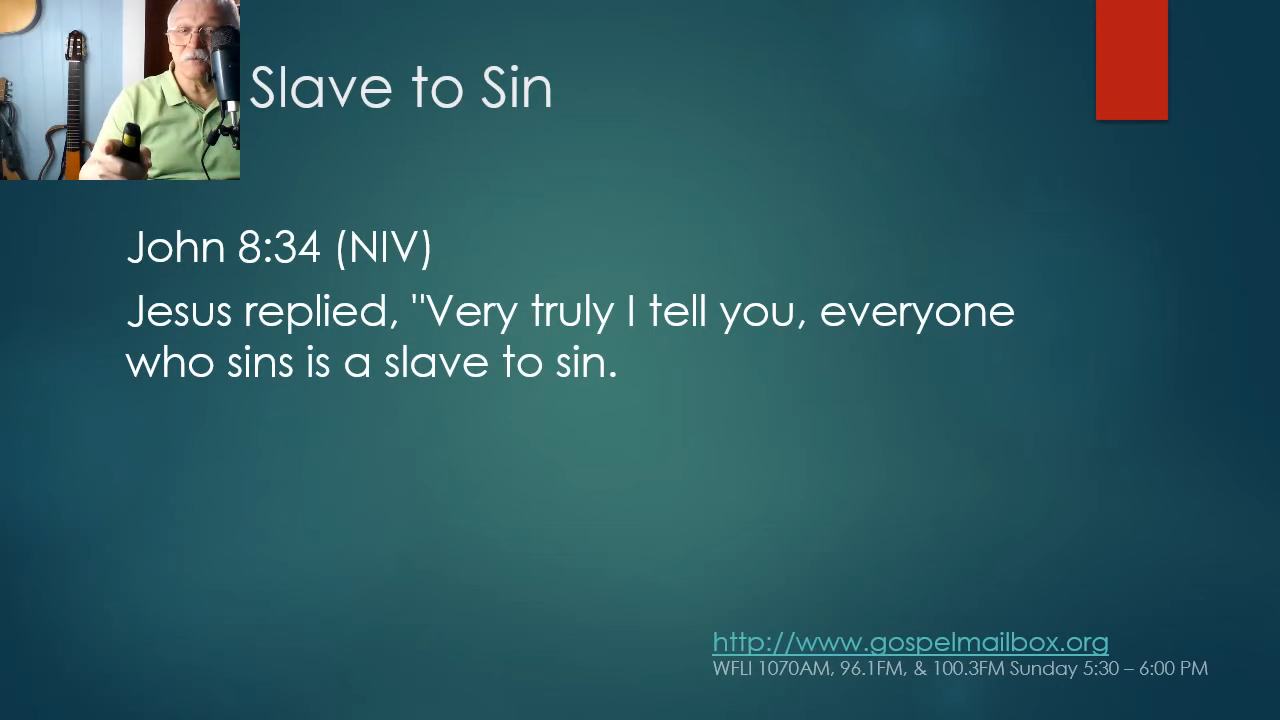 Slave to Sin
John 8:34 (NIV)
Jesus replied, "Very truly I tell you, everyone
who sins is a slave to sin.
http://www.gospelmailbox.org
WFLI 1070AM, 96.1FM, & 100.3FM Sunday 5:30 – 6:00 PM